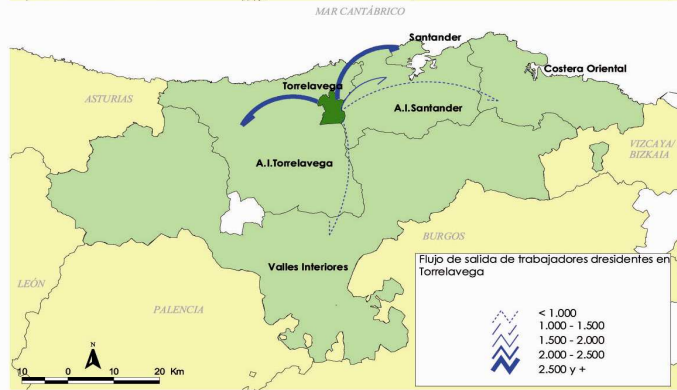 MAR CANTÁBRICO
Santander
Costera Oriental
Torrelavega
ASTURIAS
A.I.Santander
VIZCAYA/
BIZKAIA
A.I.Torrelavega
BURGOS
Valles Interiores
LEÓN
PALENCIA
Flujo de salida de trabajadores dresidentes en
Torrelavega
< 1.000
1.000 - 1.500
1.500 - 2.000
2.000 - 2.500
2.500 y +
N
10 0 10 20 Km